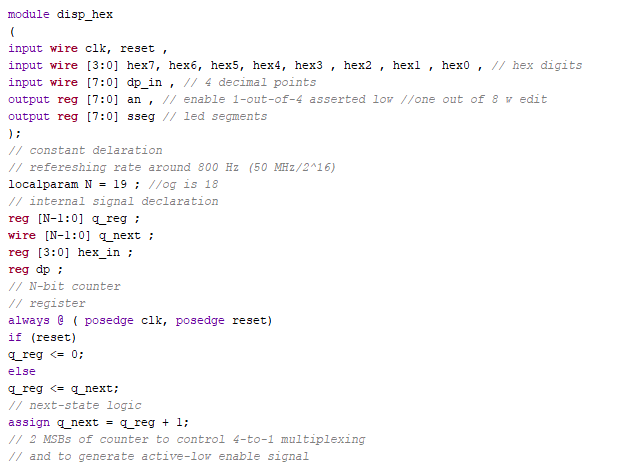 module disp_hex
(
input wire clk, reset ,
input wire [3:0] hex7, hex6, hex5, hex4, hex3 , hex2 , hex1 , hex0 , // hex digits
input wire [7:0] dp_in , // 4 decimal points
output reg [7:0] an , // enable 1-out-of-4 asserted low //one out of 8 w edit
output reg [7:0] sseg // led segments
);
// constant delaration
// refereshing rate around 800 Hz (50 MHz/2^16)
localparam N = 19 ; //og is 18
// internal signal declaration
reg [N-1:0] q_reg ;
wire [N-1:0] q_next ;
reg [3:0] hex_in ;
reg dp ;
// N-bit counter
// register
always @ ( posedge clk, posedge reset)
if (reset)
q_reg <= 0;
else
q_reg <= q_next;
// next-state logic
assign q_next = q_reg + 1;
// 2 MSBs of counter to control 4-to-1 multiplexing
// and to generate active-low enable signal